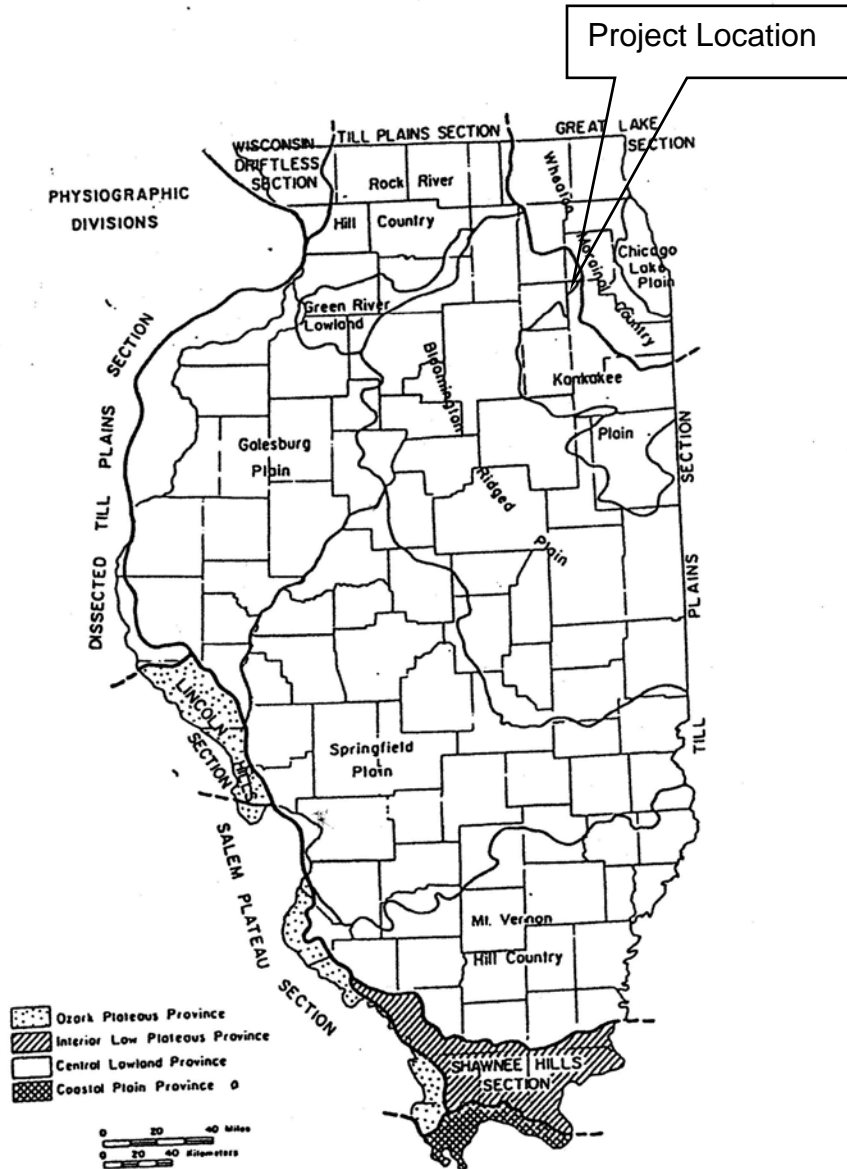 Project Location
WISCONSIN
DRIFTLESS
SECTION
TILL PLAINS SECTION
GREAT LAKE
SECTION
PHYSIOGRAPHIC
DIVISIONS
Rock River
Hill Country
Wheaton
Morainal
Country
Chicago
Lake
Plain
Green River
Lowland
Bloomington
Ridged
Plain
Kankakee
Plain
Galesburg
Plain
DISSECTED TILL PLAINS SECTION
TILL PLAINS SECTION
LINCOLN HILLS
SECTION
Springfield
Plain
SALEM PLATEAU SECTION
Mt. Vernon
Hill Country
SHAWNEE HILLS
SECTION
Ozark Plateous Province
Interior Low Plateous Province
Central Lowland Province
Coastal Plain Province
0 20 40 Miles
0 20 40 Kilometers